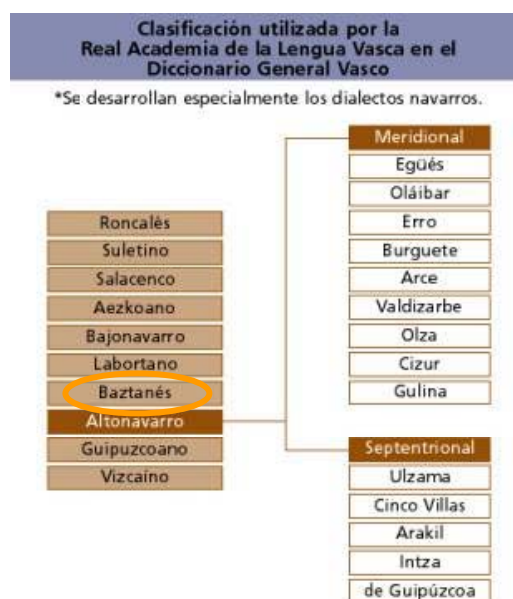 Clasificación utilizada por la
Real Academia de la Lengua Vasca en el
Diccionario General Vasco
*Se desarrollan especialmente los dialectos navarros.
Roncalés
Suletino
Salacenco
Aezkoano
Bajonavarro
Labortano
Baztanés
Altonavarro
Guipuzcoano
Vizcaíno
Meridional
Egüés
Oláibar
Erro
Burguete
Arce
Valdizarbe
Olza
Cizur
Gulina
Septentrional
Ulzama
Cinco Villas
Arakil
Intza
de Guipúzcoa